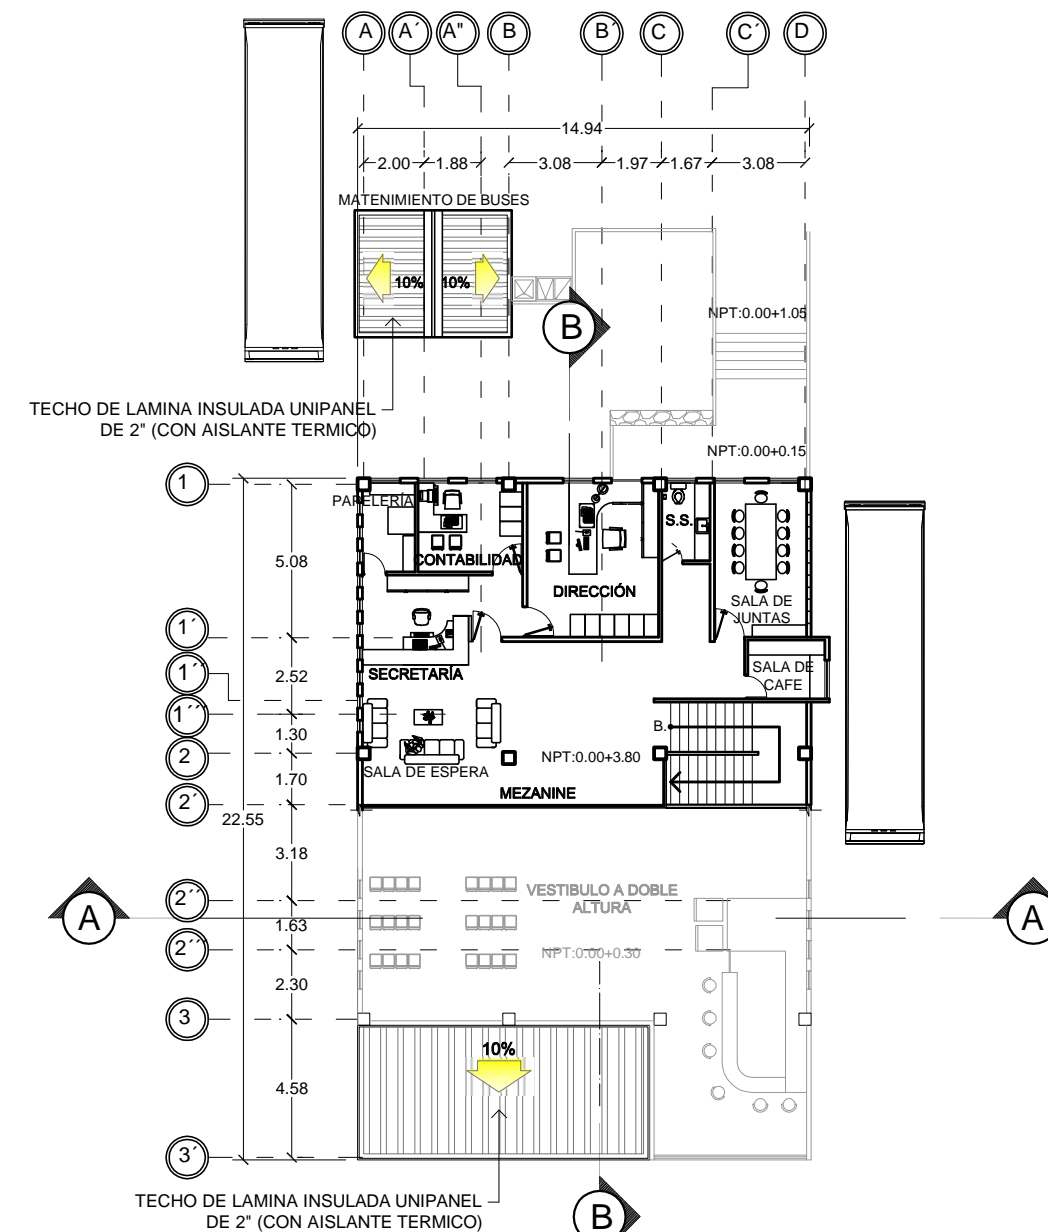 A
A´
A"
B
B´
C
C´
D
14.94
2.00
1.88
3.08
1.97
1.67
3.08
MATENIMIENTO DE BUSES
10%
10%
B
NPT:0.00+1.05
TECHO DE LAMINA INSULADA UNIPANEL
DE 2" (CON AISLANTE TERMICO)
NPT:0.00+0.15
1
PAPELERÍA
S.S.
5.08
CONTABILIDAD
DIRECCIÓN
SALA DE
JUNTAS
1´
SECRETARÍA
SALA DE
CAFE
1´´
2.52
1´´´
B.
1.30
2
SALA DE ESPERA
NPT:0.00+3.80
1.70
MEZANINE
2´
22.55
3.18
VESTIBULO A DOBLE
ALTURA
2´´
A
A
1.63
2´´´
NPT:0.00+0.30
2.30
3
10%
4.58
3´
TECHO DE LAMINA INSULADA UNIPANEL
DE 2" (CON AISLANTE TERMICO)
B